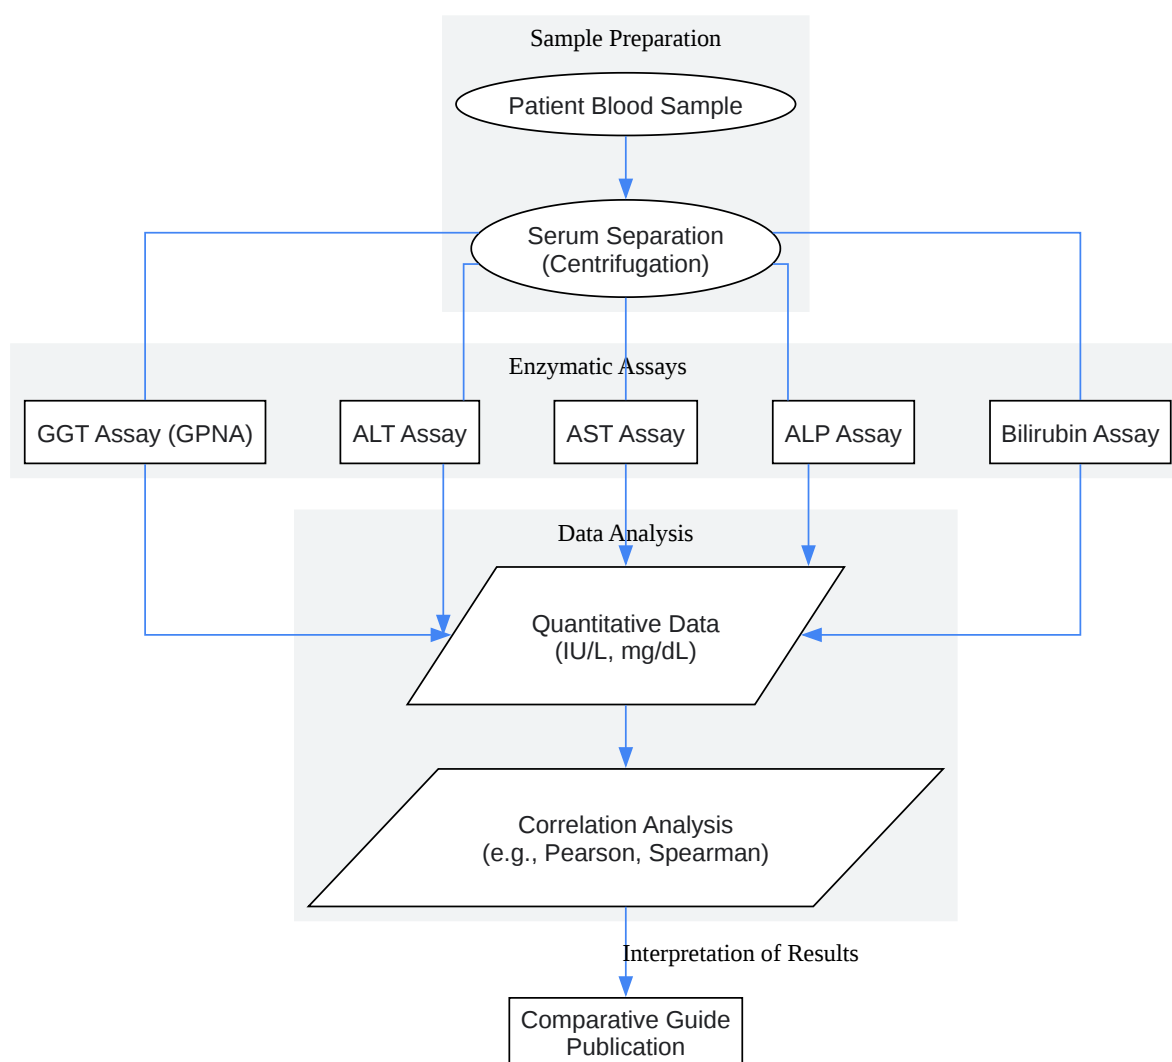 Sample Preparation
Patient Blood Sample
Serum Separation
(Centrifugation)
Enzymatic Assays
GGT Assay (GPNA)
ALT Assay
AST Assay
ALP Assay
Bilirubin Assay
Data Analysis
Quantitative Data
(IU/L, mg/dL)
Correlation Analysis
(e.g., Pearson, Spearman)
Interpretation of Results
Comparative Guide
Publication